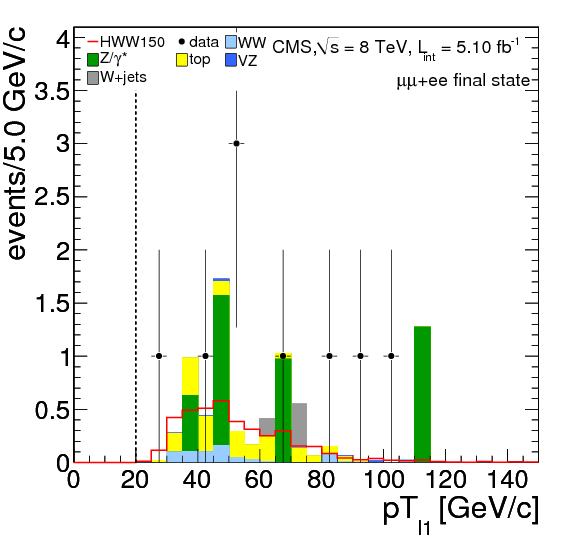 HWW150 data WW
Z/γ* top VZ
W+jets
CMS,√s = 8 TeV, L_int = 5.10 fb⁻¹
μμ+ee final state
events/5.0 GeV/c
4
3.5
3
2.5
2
1.5
1
0.5
0
0 20 40 60 80 100 120 140
pT_l1 [GeV/c]